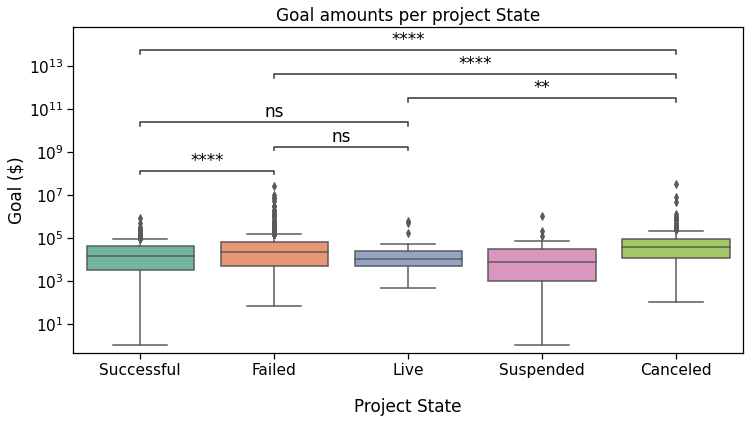 Goal amounts per project State
****
****
**
ns
ns
****
Goal ($)
10^13
10^11
10^9
10^7
10^5
10^3
10^1
Successful Failed Live Suspended Canceled
Project State